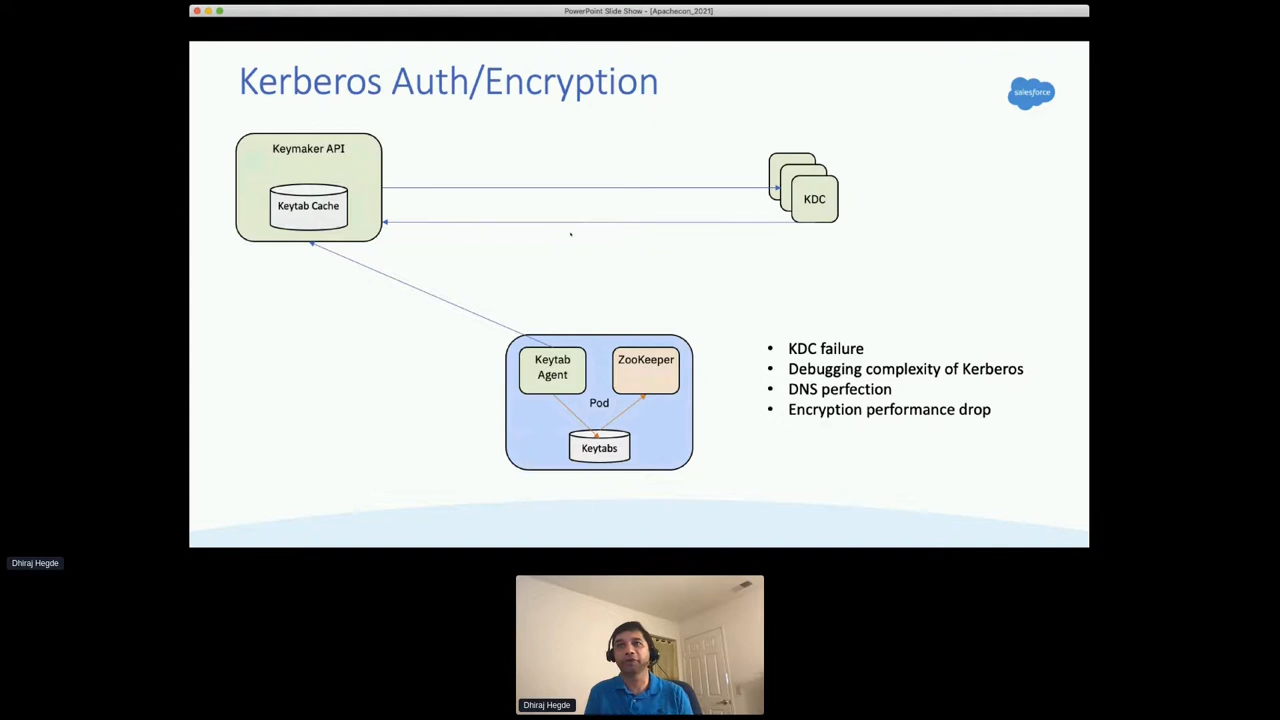 PowerPoint Slide Show - [Apachecon_2021]
Kerberos Auth/Encryption
salesforce
Keymaker API
Keytab Cache
KDC
Keytab
Agent
ZooKeeper
Pod
Keytabs
• KDC failure
• Debugging complexity of Kerberos
• DNS perfection
• Encryption performance drop
Dhiraj Hegde
Dhiraj Hegde